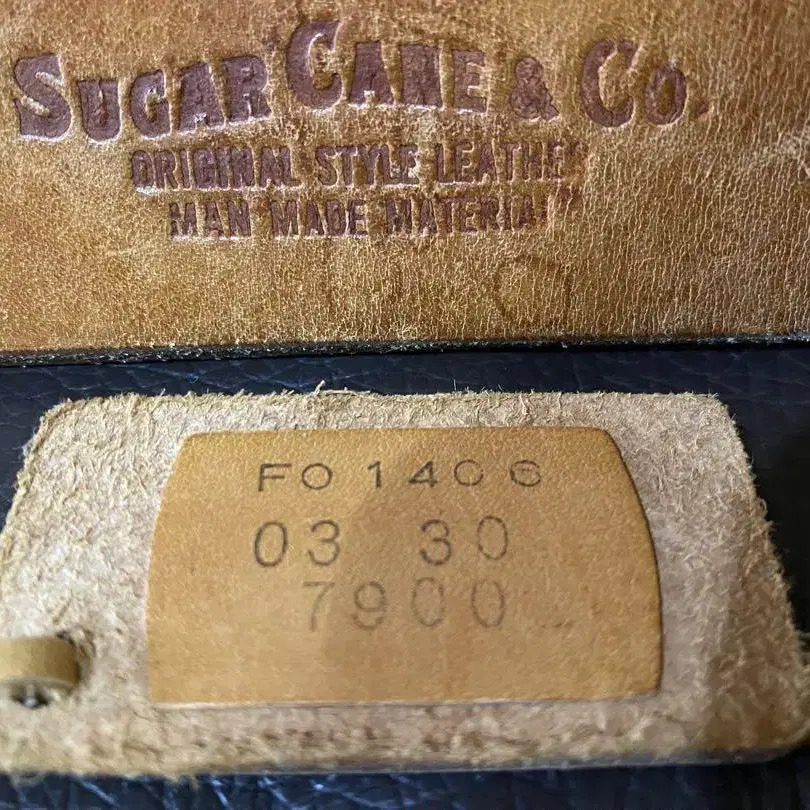 SUGAR CANE & CO.
ORIGINAL STYLE LEATHER
MAN MADE MATERIAL
FO 1406
03 30
7900